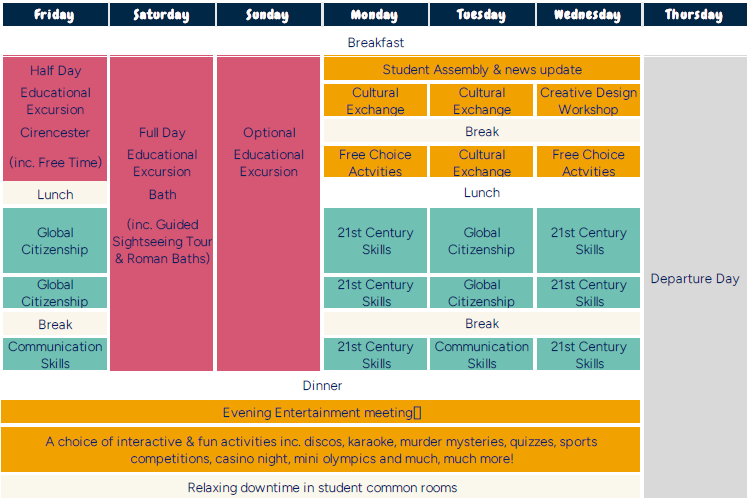 Friday
Saturday
Sunday
Monday
Tuesday
Wednesday
Thursday
Breakfast
Half Day
Educational
Excursion
Cirencester
(inc. Free Time)
Lunch
Global
Citizenship
Global
Citizenship
Break
Communication
Skills
Full Day
Educational
Excursion
Bath
(inc. Guided
Sightseeing Tour
& Roman Baths)
Optional
Educational
Excursion
Student Assembly & news update
Cultural
Exchange
Cultural
Exchange
Creative Design
Workshop
Break
Free Choice
Actvities
Cultural
Exchange
Free Choice
Actvities
Lunch
21st Century
Skills
Global
Citizenship
21st Century
Skills
21st Century
Skills
Global
Citizenship
21st Century
Skills
Break
21st Century
Skills
Communication
Skills
21st Century
Skills
Departure Day
Dinner
Evening Entertainment meeting[]
A choice of interactive & fun activities inc. discos, karaoke, murder mysteries, quizzes, sports
competitions, casino night, mini olympics and much, much more!
Relaxing downtime in student common rooms